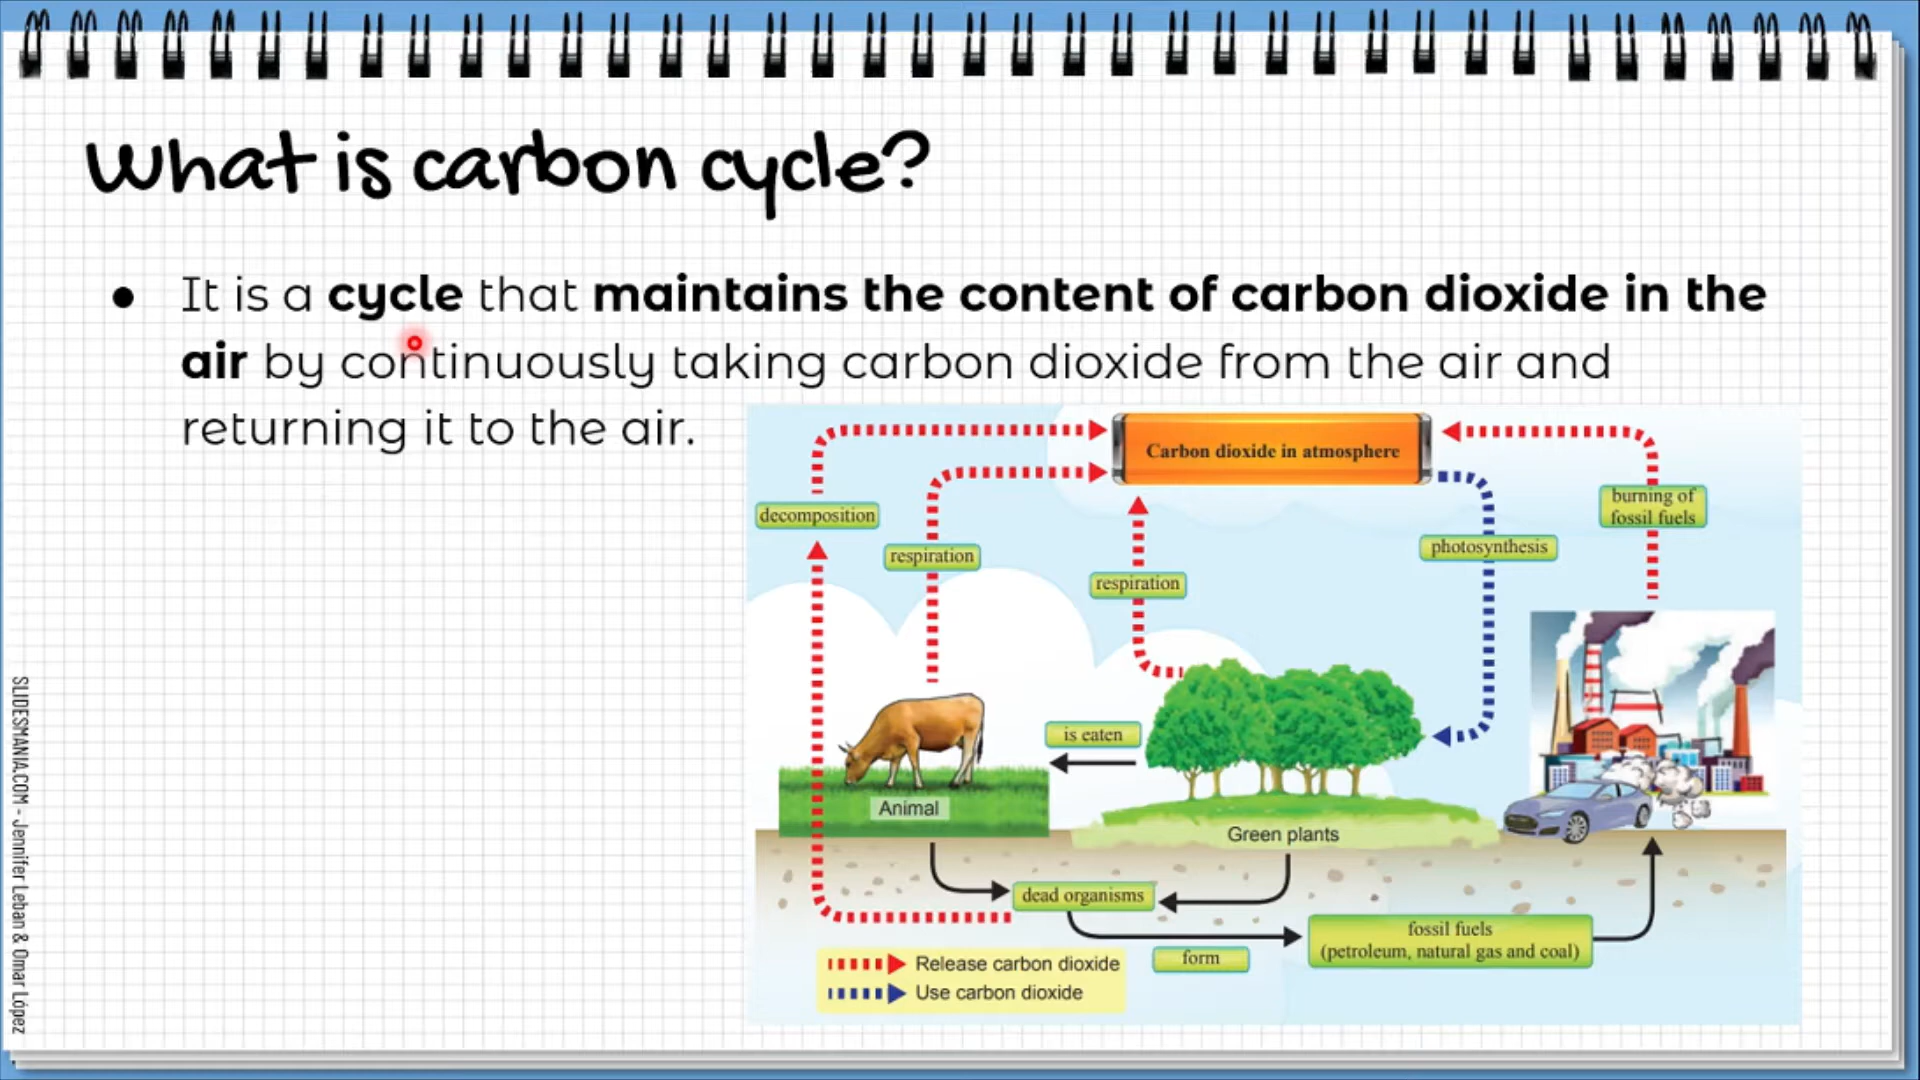 What is carbon cycle?
● It is a cycle that maintains the content of carbon dioxide in the
air by continuously taking carbon dioxide from the air and
returning it to the air.
Carbon dioxide in atmosphere
decomposition
respiration
respiration
photosynthesis
burning of
fossil fuels
is eaten
Animal
Green plants
dead organisms
form
fossil fuels
(petroleum, natural gas and coal)
Release carbon dioxide
Use carbon dioxide
SLIDESMANIA.COM - Jennifer Leban & Omar López